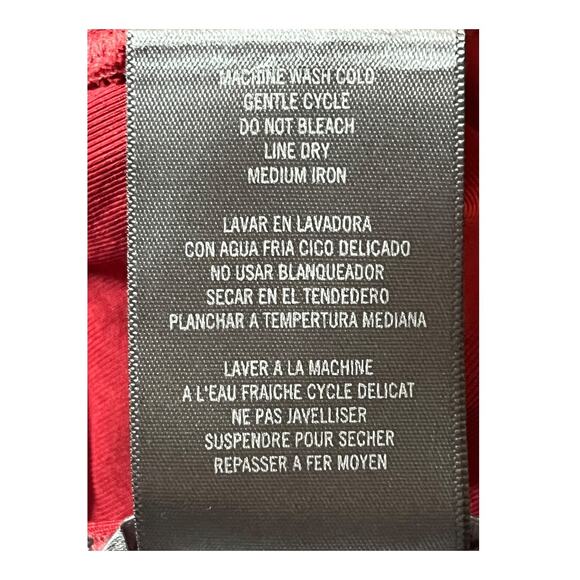 MACHINE WASH COLD
GENTLE CYCLE
DO NOT BLEACH
LINE DRY
MEDIUM IRON
LAVAR EN LAVADORA
CON AGUA FRIA CICO DELICADO
NO USAR BLANQUEADOR
SECAR EN EL TENDEDERO
PLANCHAR A TEMPERTURA MEDIANA
LAVER A LA MACHINE
A L'EAU FRAICHE CYCLE DELICAT
NE PAS JAVELLISER
SUSPENDRE POUR SECHER
REPASSER A FER MOYEN